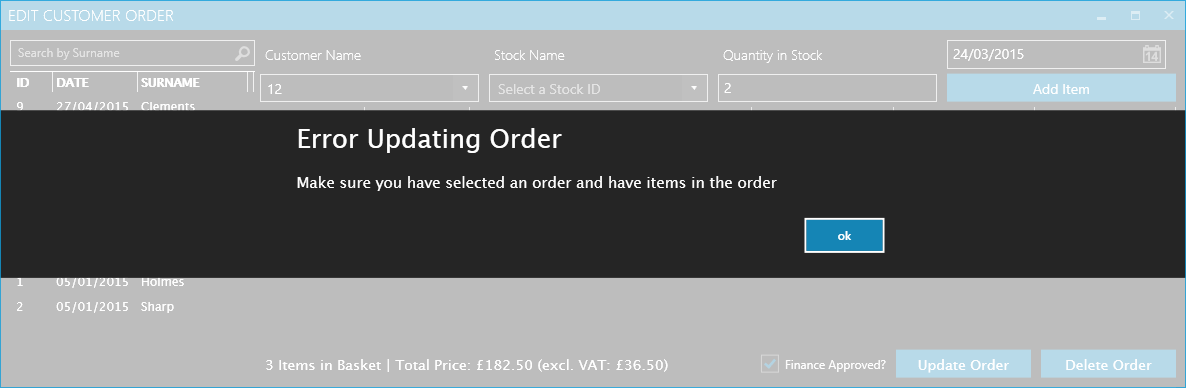 EDIT CUSTOMER ORDER
Search by Surname
Customer Name
Stock Name
Quantity in Stock
24/03/2015
14
ID DATE SURNAME
12
Select a Stock ID
2
Add Item
9 27/04/2015 Clements
Error Updating Order
Make sure you have selected an order and have items in the order
ok
1 05/01/2015 Holmes
2 05/01/2015 Sharp
3 Items in Basket | Total Price: £182.50 (excl. VAT: £36.50)
Finance Approved?
Update Order
Delete Order